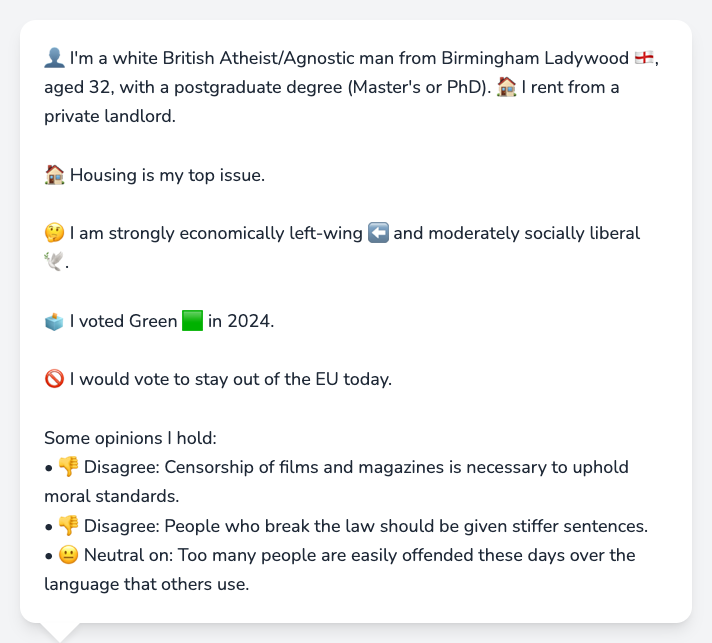 👤 I'm a white British Atheist/Agnostic man from Birmingham Ladywood 🏴󠁧󠁢󠁥󠁮󠁧󠁿,
aged 32, with a postgraduate degree (Master's or PhD). 🏠 I rent from a
private landlord.
🏠 Housing is my top issue.
🤔 I am strongly economically left-wing ⬅️ and moderately socially liberal
🕊️.
🗳️ I voted Green 🟩 in 2024.
🚫 I would vote to stay out of the EU today.
Some opinions I hold:
• 👎 Disagree: Censorship of films and magazines is necessary to uphold
moral standards.
• 👎 Disagree: People who break the law should be given stiffer sentences.
• 😐 Neutral on: Too many people are easily offended these days over the
language that others use.